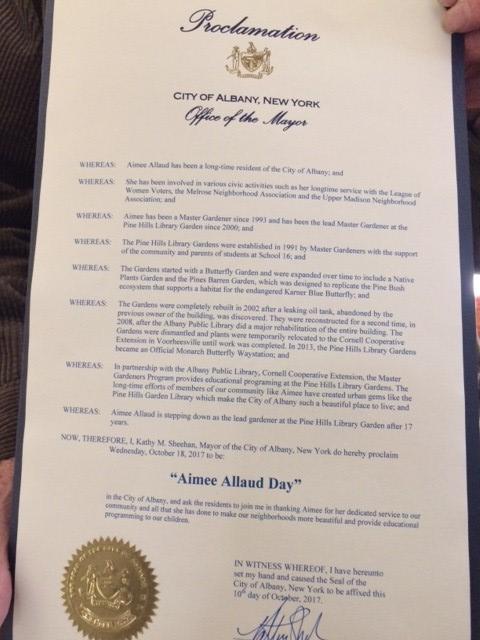 Proclamation
CITY OF ALBANY, NEW YORK
Office of the Mayor
WHEREAS: Aimee Allaud has been a long-time resident of the City of Albany; and
WHEREAS: She has been involved in various civic activities such as her longtime service with the League of
Women Voters, the Melrose Neighborhood Association and the Upper Madison Neighborhood
Association; and
WHEREAS: Aimee has been a Master Gardener since 1993 and has been the lead Master Gardener at the
Pine Hills Library Garden since 2000; and
WHEREAS: The Pine Hills Library Gardens were established in 1991 by Master Gardeners with the support
of the community and parents of students at School 16; and
WHEREAS: The Gardens started with a Butterfly Garden and were expanded over time to include a Native
Plants Garden and the Pines Barren Garden, which was designed to replicate the Pine Bush
ecosystem that supports a habitat for the endangered Karner Blue Butterfly; and
WHEREAS: The Gardens were completely rebuilt in 2002 after a leaking oil tank, abandoned by the
previous owner of the building, was discovered. They were reconstructed for a second time, in
2008, after the Albany Public Library did a major rehabilitation of the entire building. The
Gardens were dismantled and plants were temporarily relocated to the Cornell Cooperative
Extension in Voorheesville until work was completed. In 2013, the Pine Hills Library Gardens
became an Official Monarch Butterfly Waystation; and
WHEREAS: In partnership with the Albany Public Library, Cornell Cooperative Extension, the Master
Gardeners Program provides educational programing at the Pine Hills Library Gardens. The
long-time efforts of members of our community like Aimee have created urban gems like the
Pine Hills Garden Library which make the City of Albany such a beautiful place to live; and
WHEREAS: Aimee Allaud is stepping down as the lead gardener at the Pine Hills Library Garden after 17
years.
NOW, THEREFORE, I, Kathy M. Sheehan, Mayor of the City of Albany, New York do hereby proclaim
Wednesday, October 18, 2017 to be:
"Aimee Allaud Day"
in the City of Albany, and ask the residents to join me in thanking Aimee for her dedicated service to our
community and all that she has done to make our neighborhoods more beautiful and provide educational
programming to our children.
IN WITNESS WHEREOF, I have hereunto
set my hand and caused the Seal of the
City of Albany, New York to be affixed this
10th day of October, 2017.